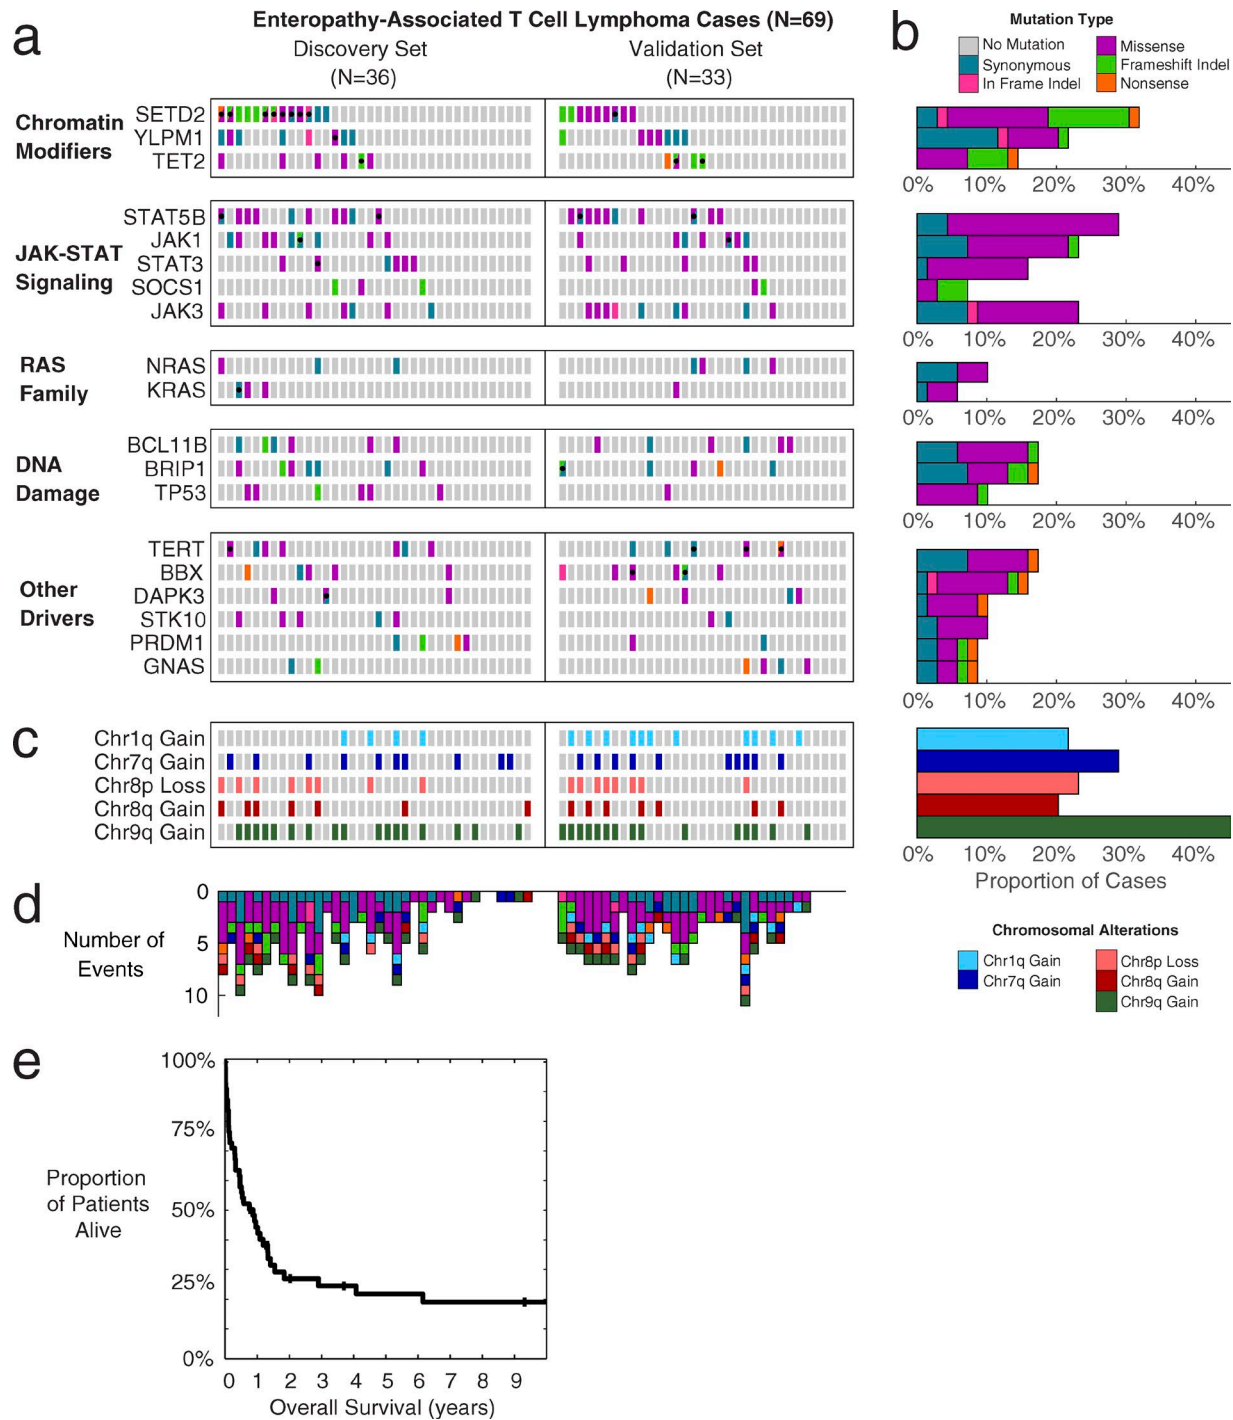 a
Enteropathy-Associated T Cell Lymphoma Cases (N=69)
Discovery Set
(N=36)
Validation Set
(N=33)
Chromatin
Modifiers
SETD2
YLPM1
TET2
JAK-STAT
Signaling
STAT5B
JAK1
STAT3
SOCS1
JAK3
RAS
Family
NRAS
KRAS
DNA
Damage
BCL11B
BRIP1
TP53
Other
Drivers
TERT
BBX
DAPK3
STK10
PRDM1
GNAS
b
Mutation Type
No Mutation
Synonymous
In Frame Indel
Missense
Frameshift Indel
Nonsense
0% 10% 20% 30% 40%
0% 10% 20% 30% 40%
0% 10% 20% 30% 40%
0% 10% 20% 30% 40%
0% 10% 20% 30% 40%
c
Chr1q Gain
Chr7q Gain
Chr8p Loss
Chr8q Gain
Chr9q Gain
0% 10% 20% 30% 40%
Proportion of Cases
d
Number of
Events
0
5
10
Chromosomal Alterations
Chr1q Gain
Chr7q Gain
Chr8p Loss
Chr8q Gain
Chr9q Gain
e
Proportion
of Patients
Alive
100%
75%
50%
25%
0%
0 1 2 3 4 5 6 7 8 9
Overall Survival (years)